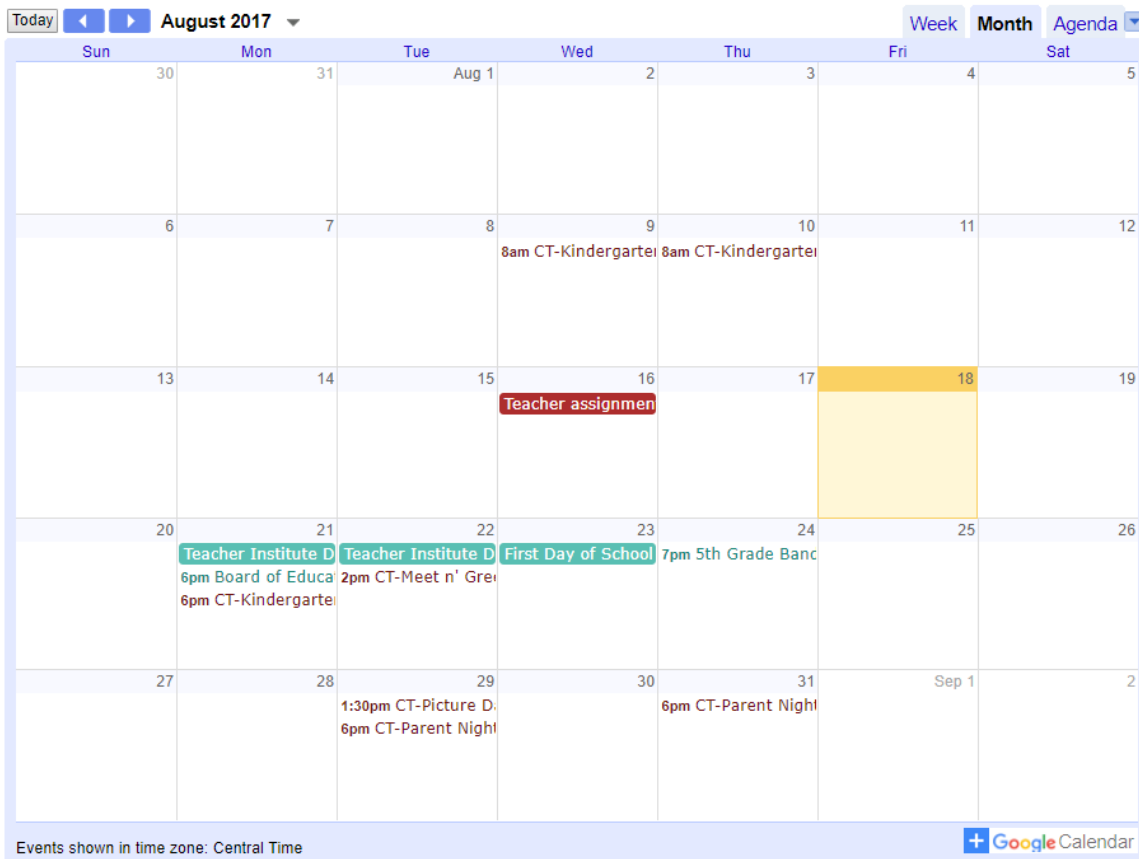 Today August 2017 Week Month Agenda
Sun Mon Tue Wed Thu Fri Sat
30 31 Aug 1 2 3 4 5
6 7 8 9 10 11 12
8am CT-Kindergarte 8am CT-Kindergarte
13 14 15 16 17 18 19
Teacher assignmen
20 21 22 23 24 25 26
Teacher Institute D Teacher Institute D First Day of School 7pm 5th Grade Banc
6pm Board of Educa 2pm CT-Meet n' Gre
6pm CT-Kindergarte
27 28 29 30 31 Sep 1 2
1:30pm CT-Picture D 6pm CT-Parent Night
6pm CT-Parent Night
Events shown in time zone: Central Time + Google Calendar